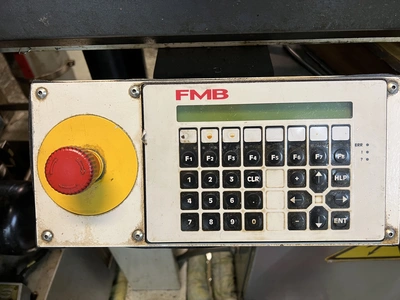 FMB
F1 F2 F3 F4 F5 F6 F7 F8
1 2 3 CLR - HLP
4 5 6
7 8 9 0 + ENT